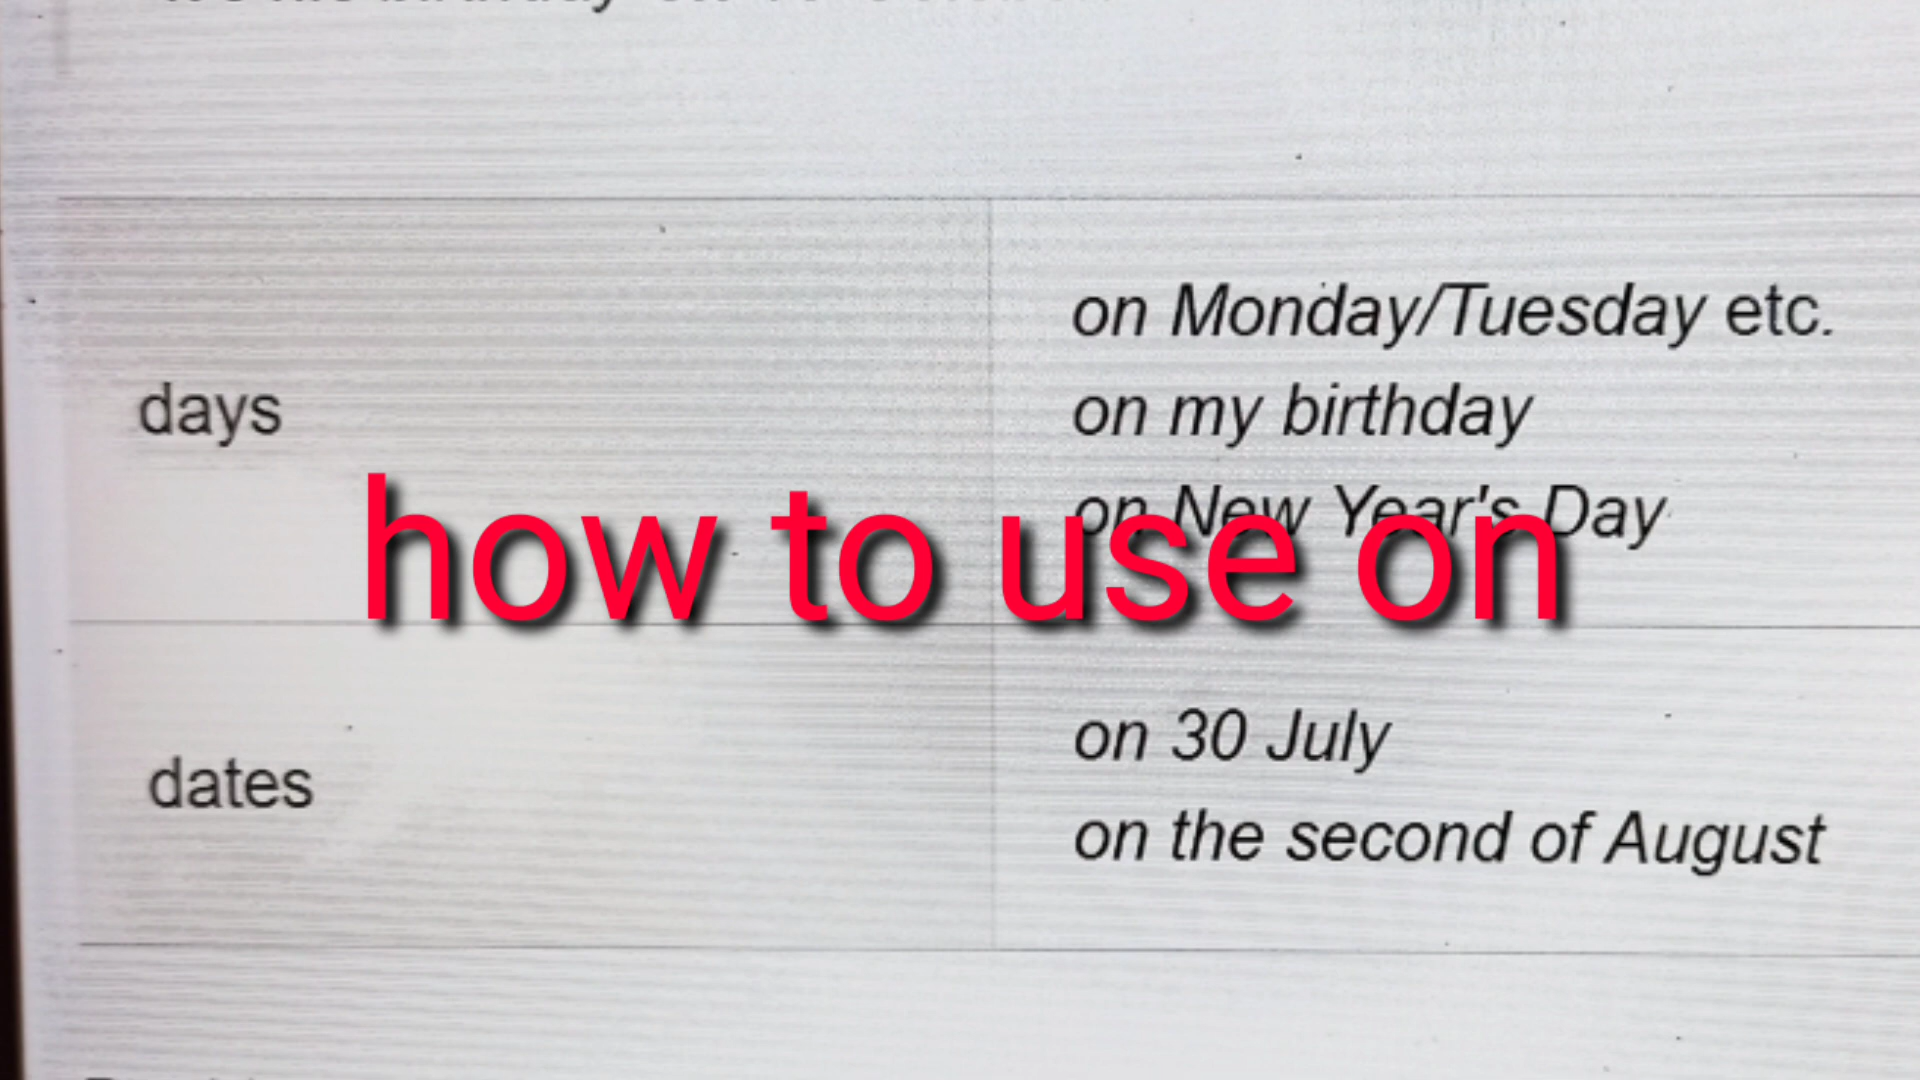 days
on Monday/Tuesday etc.
on my birthday
on New Year's Day
how to use on
dates
on 30 July
on the second of August